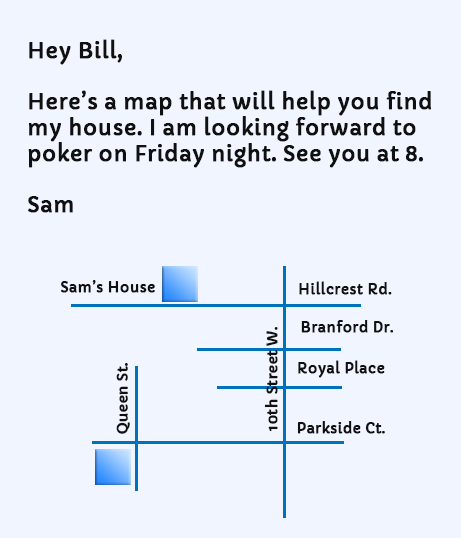 Hey Bill,
Here's a map that will help you find
my house. I am looking forward to
poker on Friday night. See you at 8.
Sam
Sam's House
Hillcrest Rd.
Branford Dr.
10th Street W.
Royal Place
Queen St.
Parkside Ct.